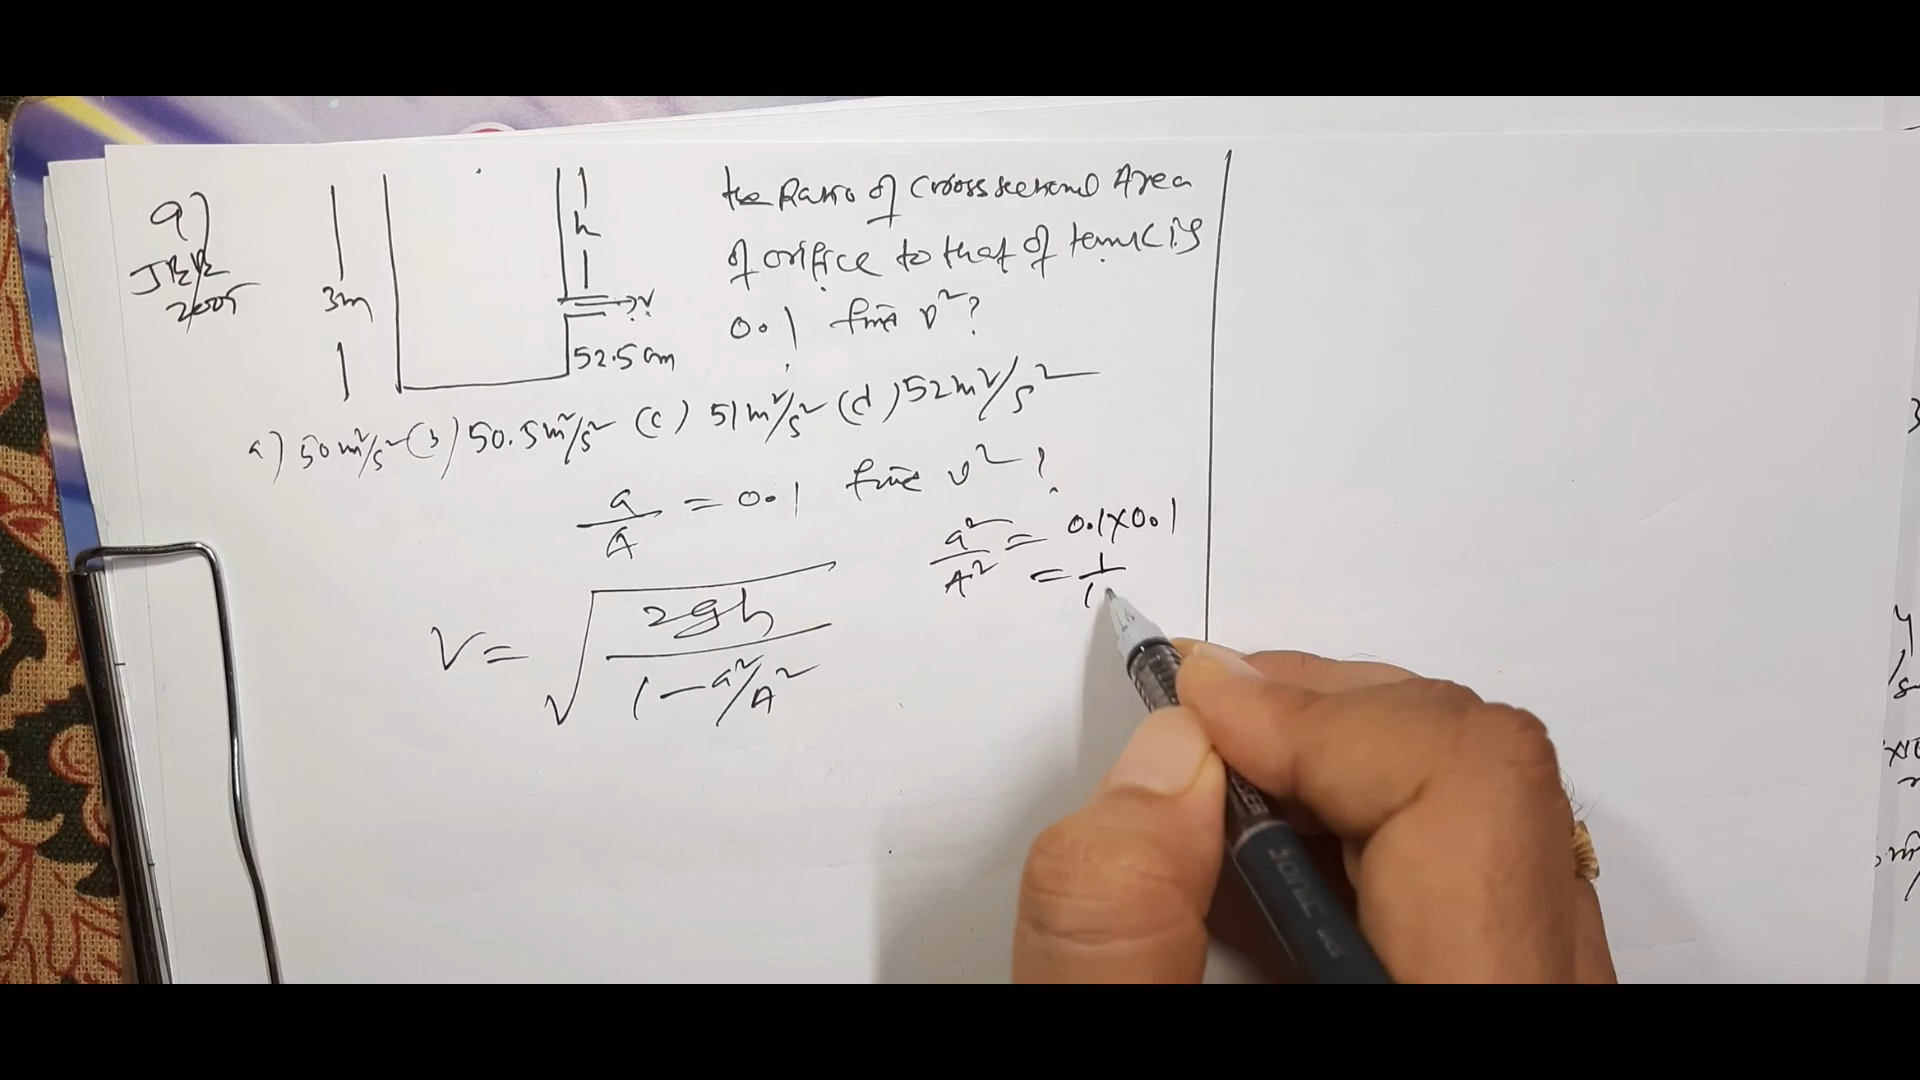 9)
JEE
2005
3m
h
v
52.5 cm
the Ratio of Cross sectional Area
of orifice to that of tank is
0.1 find v²?
a) 50 m²/s² (b) 50.5 m²/s² (c) 51 m²/s² (d) 52 m²/s²
a/A = 0.1 find v²?
a²/A² = 0.1×0.1
= 1/1
V = √(2gh / (1 - a²/A²))